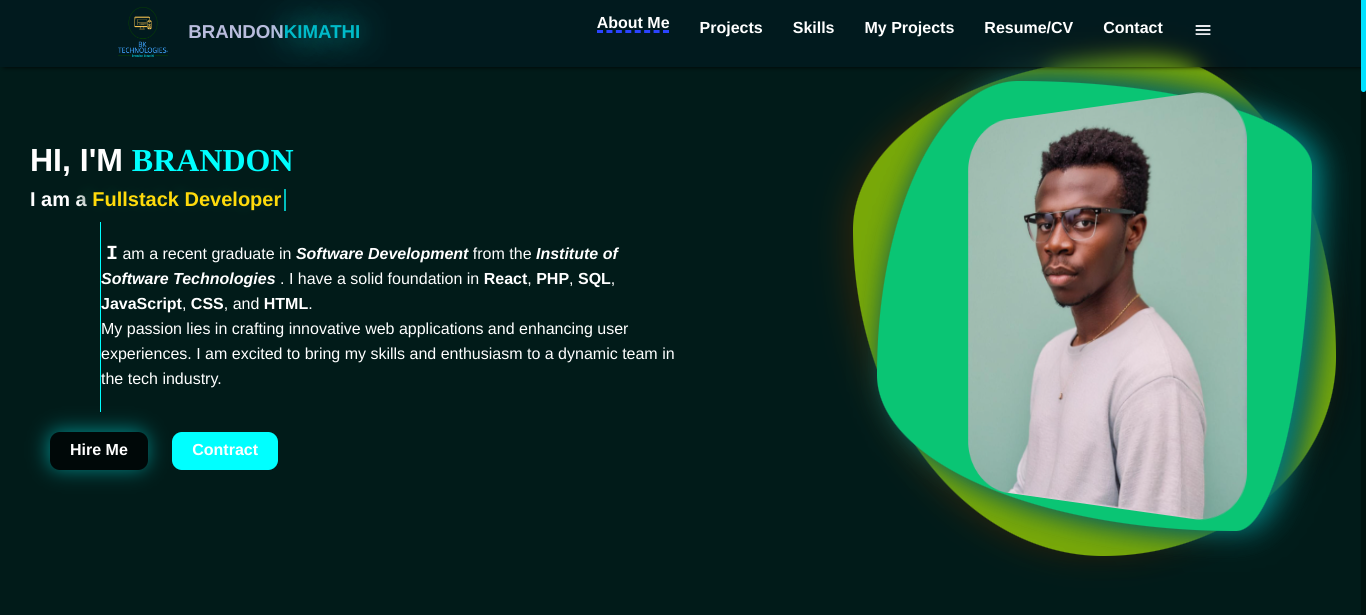 BK
TECHNOLOGIES
BRANDONKIMATHI
About Me
Projects
Skills
My Projects
Resume/CV
Contact
HI, I'M BRANDON
I am a Fullstack Developer
I am a recent graduate in Software Development from the Institute of
Software Technologies . I have a solid foundation in React, PHP, SQL,
JavaScript, CSS, and HTML.
My passion lies in crafting innovative web applications and enhancing user
experiences. I am excited to bring my skills and enthusiasm to a dynamic team in
the tech industry.
Hire Me
Contract